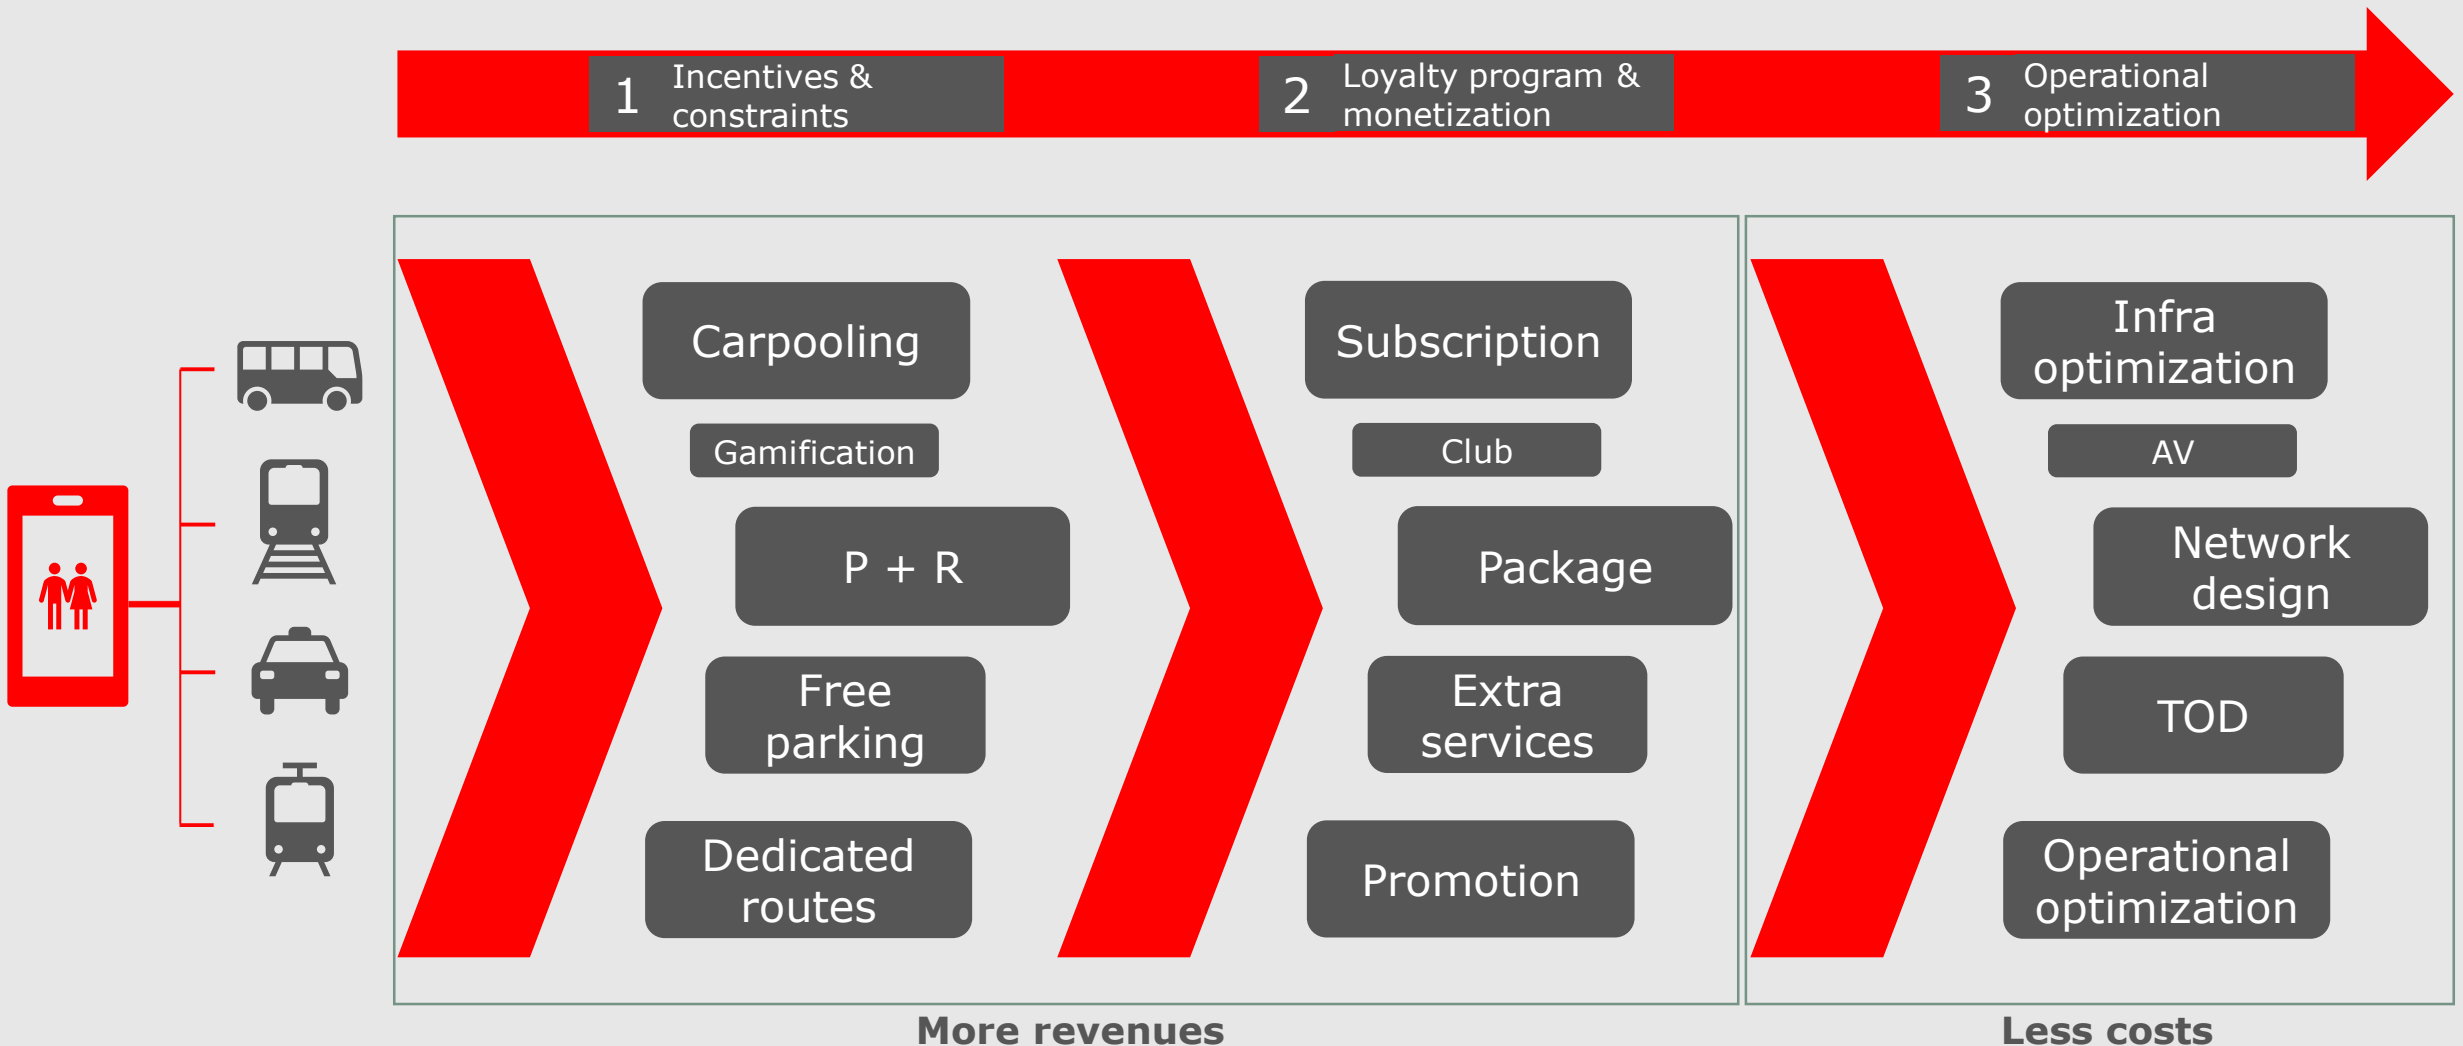 1
Incentives &
constraints
2
Loyalty program &
monetization
3
Operational
optimization
Carpooling
Gamification
P + R
Free
parking
Dedicated
routes
Subscription
Club
Package
Extra
services
Promotion
Infra
optimization
AV
Network
design
TOD
Operational
optimization
More revenues
Less costs